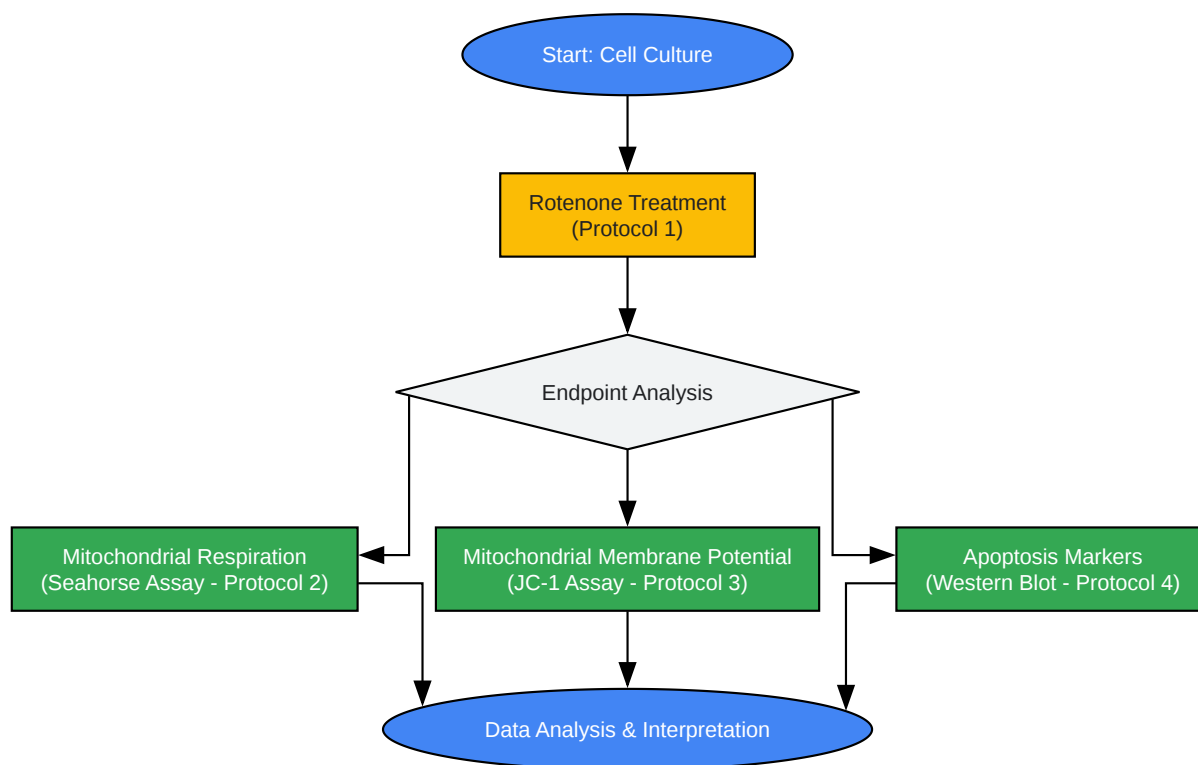 Start: Cell Culture
Rotenone Treatment
(Protocol 1)
Endpoint Analysis
Mitochondrial Respiration
(Seahorse Assay - Protocol 2)
Mitochondrial Membrane Potential
(JC-1 Assay - Protocol 3)
Apoptosis Markers
(Western Blot - Protocol 4)
Data Analysis & Interpretation